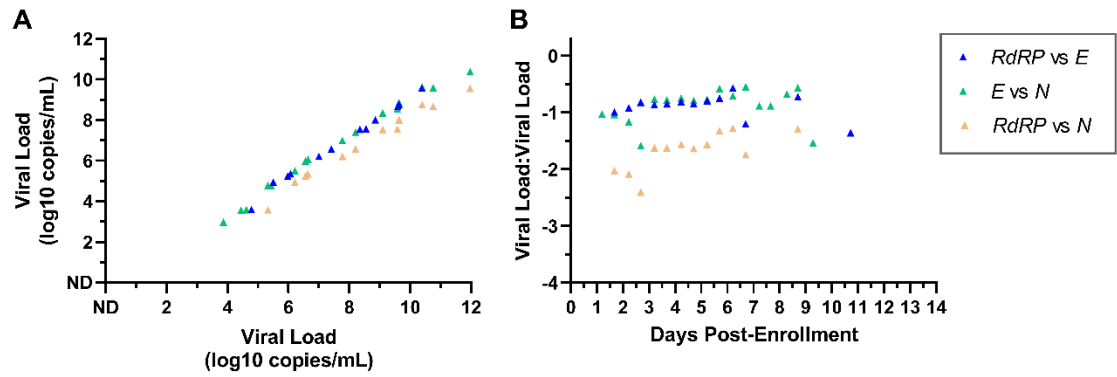 A
Viral Load
(log10 copies/mL)
12
10
8
6
4
2
ND
ND
2
4
6
8
10
12
Viral Load
(log10 copies/mL)
B
Viral Load:Viral Load
0
-1
-2
-3
-4
0 1 2 3 4 5 6 7 8 9 10 11 12 13 14
Days Post-Enrollment
RdRP vs E
E vs N
RdRP vs N